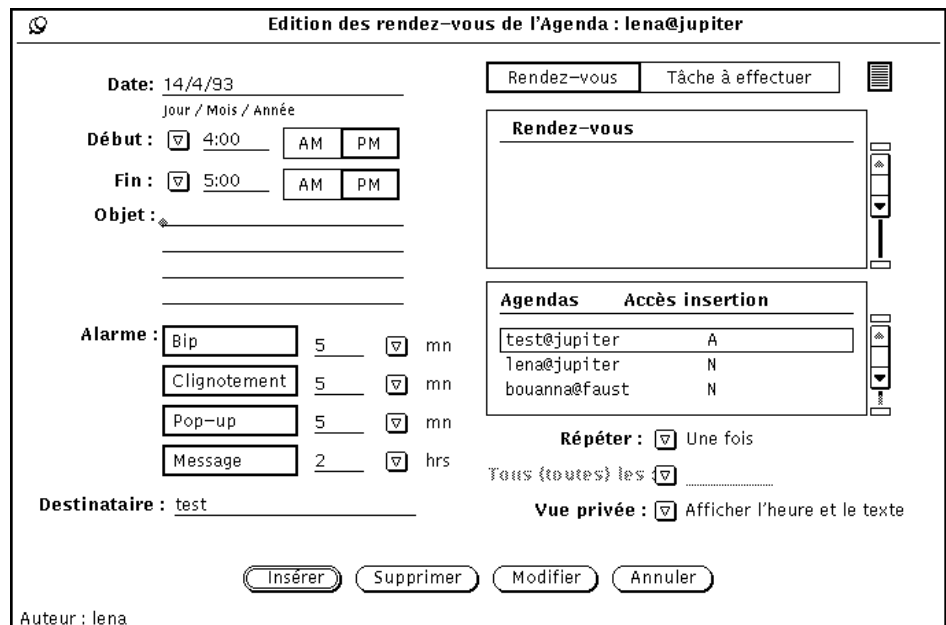 Edition des rendez-vous de l'Agenda : lena@jupiter
Date: 14/4/93
Jour / Mois / Année
Début : 4:00 AM PM
Fin : 5:00 AM PM
Objet :
Alarme : Bip 5 mn
Clignotement 5 mn
Pop-up 5 mn
Message 2 hrs
Destinataire : test
Rendez-vous Tâche à effectuer
Rendez-vous
Agendas Accès insertion
test@jupiter A
lena@jupiter N
bouanna@faust N
Répéter : Une fois
Tous (toutes) les :
Vue privée : Afficher l'heure et le texte
Insérer Supprimer Modifier Annuler
Auteur : lena